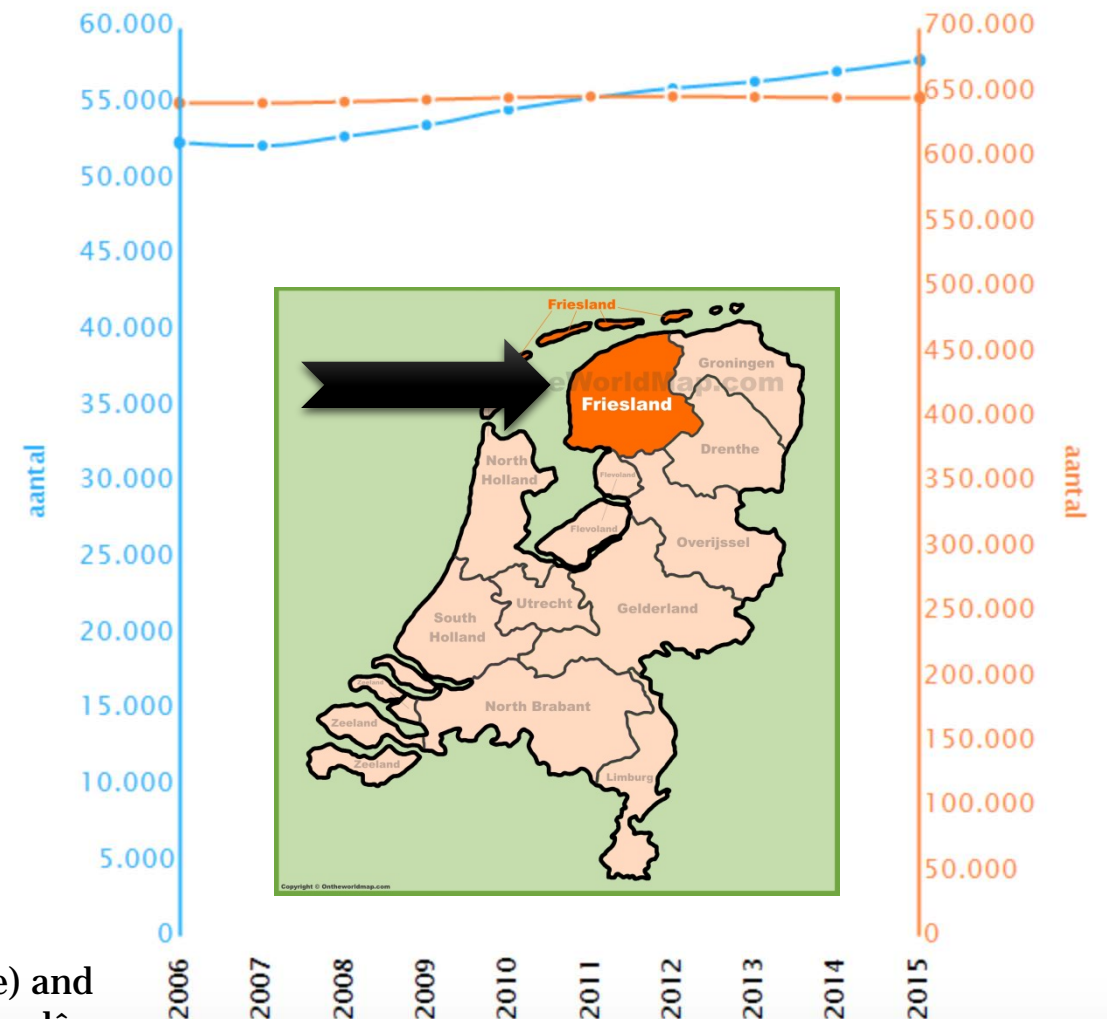 60.000
55.000
50.000
45.000
40.000
35.000
30.000
25.000
20.000
15.000
10.000
5.000
0
aantal
700.000
650.000
600.000
550.000
500.000
450.000
400.000
350.000
300.000
250.000
200.000
150.000
100.000
50.000
0
aantal
Friesland
Groningen
eWorldMap.com
Friesland
Drenthe
North
Holland
Flevoland
Flevoland
Overijssel
Utrecht
Gelderland
South
Holland
Zeeland
North Brabant
Zeeland
Zeeland
Limburg
Copyright © Ontheworldmap.com
2006
2007
2008
2009
2010
2011
2012
2013
2014
2015
e) and